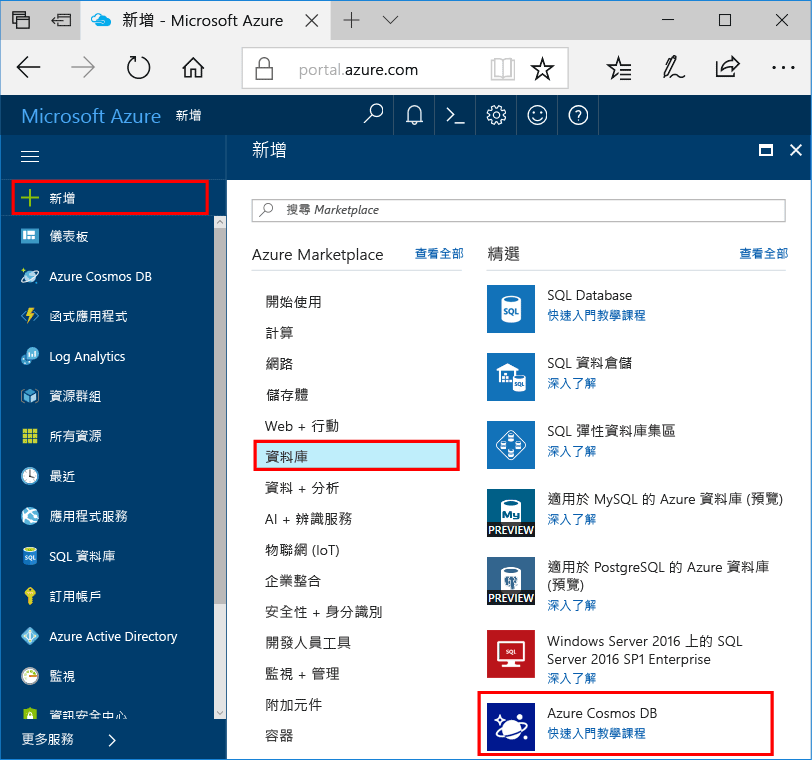 新增 - Microsoft Azure
portal.azure.com
Microsoft Azure 新增
新增
新增
儀表板
Azure Cosmos DB
函式應用程式
Log Analytics
資源群組
所有資源
最近
應用程式服務
SQL 資料庫
訂用帳戶
Azure Active Directory
監視
資訊安全中心
更多服務
搜尋 Marketplace
Azure Marketplace 查看全部
開始使用
計算
網路
儲存體
Web + 行動
資料庫
資料 + 分析
AI + 辨識服務
物聯網 (IoT)
企業整合
安全性 + 身分識別
開發人員工具
監視 + 管理
附加元件
容器
精選 查看全部
SQL
SQL Database
快速入門教學課程
SQL
SQL 資料倉儲
深入了解
SQL 彈性資料庫集區
深入了解
My
PREVIEW
適用於 MySQL 的 Azure 資料庫 (預覽)
深入了解
PREVIEW
適用於 PostgreSQL 的 Azure 資料庫
(預覽)
深入了解
SQL
Windows Server 2016 上的 SQL
Server 2016 SP1 Enterprise
深入了解
Azure Cosmos DB
快速入門教學課程